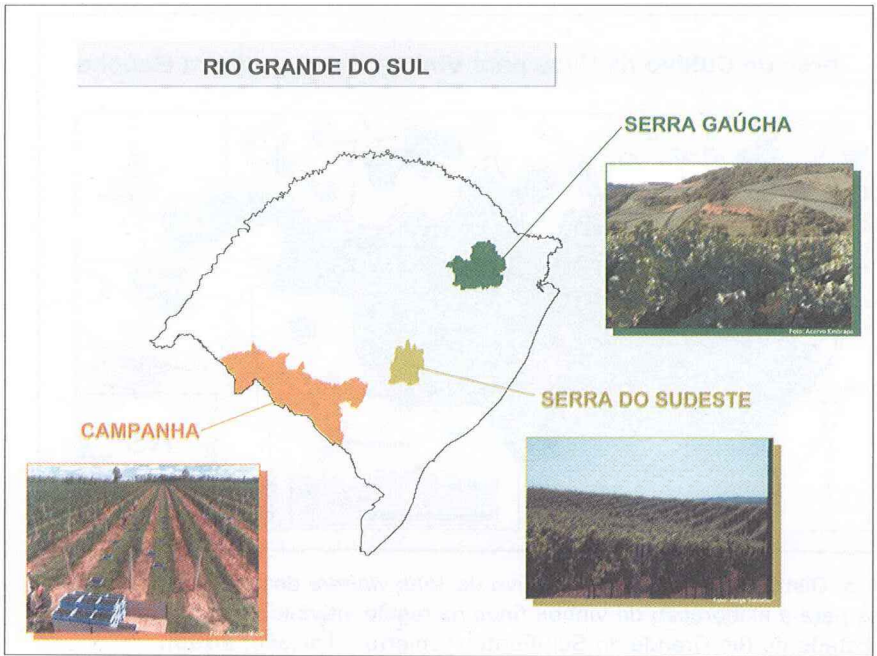 RIO GRANDE DO SUL
SERRA GAÚCHA
Foto: Acervo Embrapa
SERRA DO SUDESTE
CAMPANHA